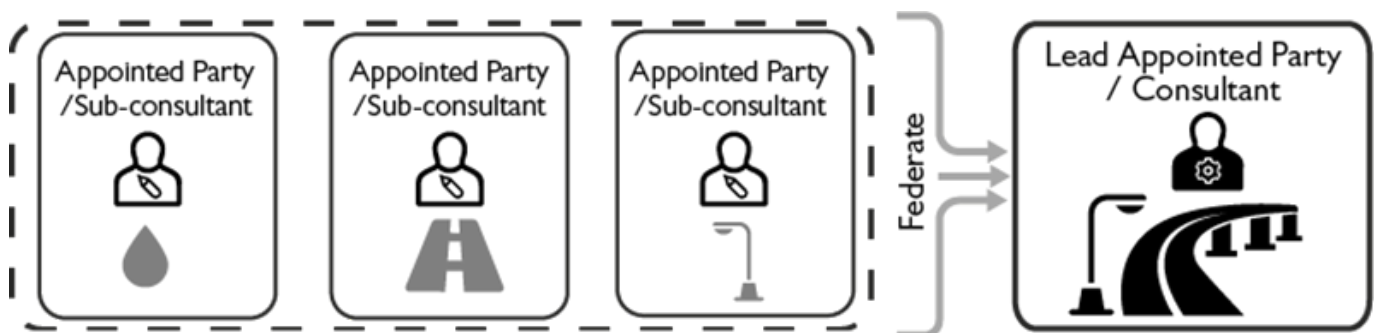 Appointed Party
/Sub-consultant
Appointed Party
/Sub-consultant
Appointed Party
/Sub-consultant
Federate
Lead Appointed Party
/ Consultant